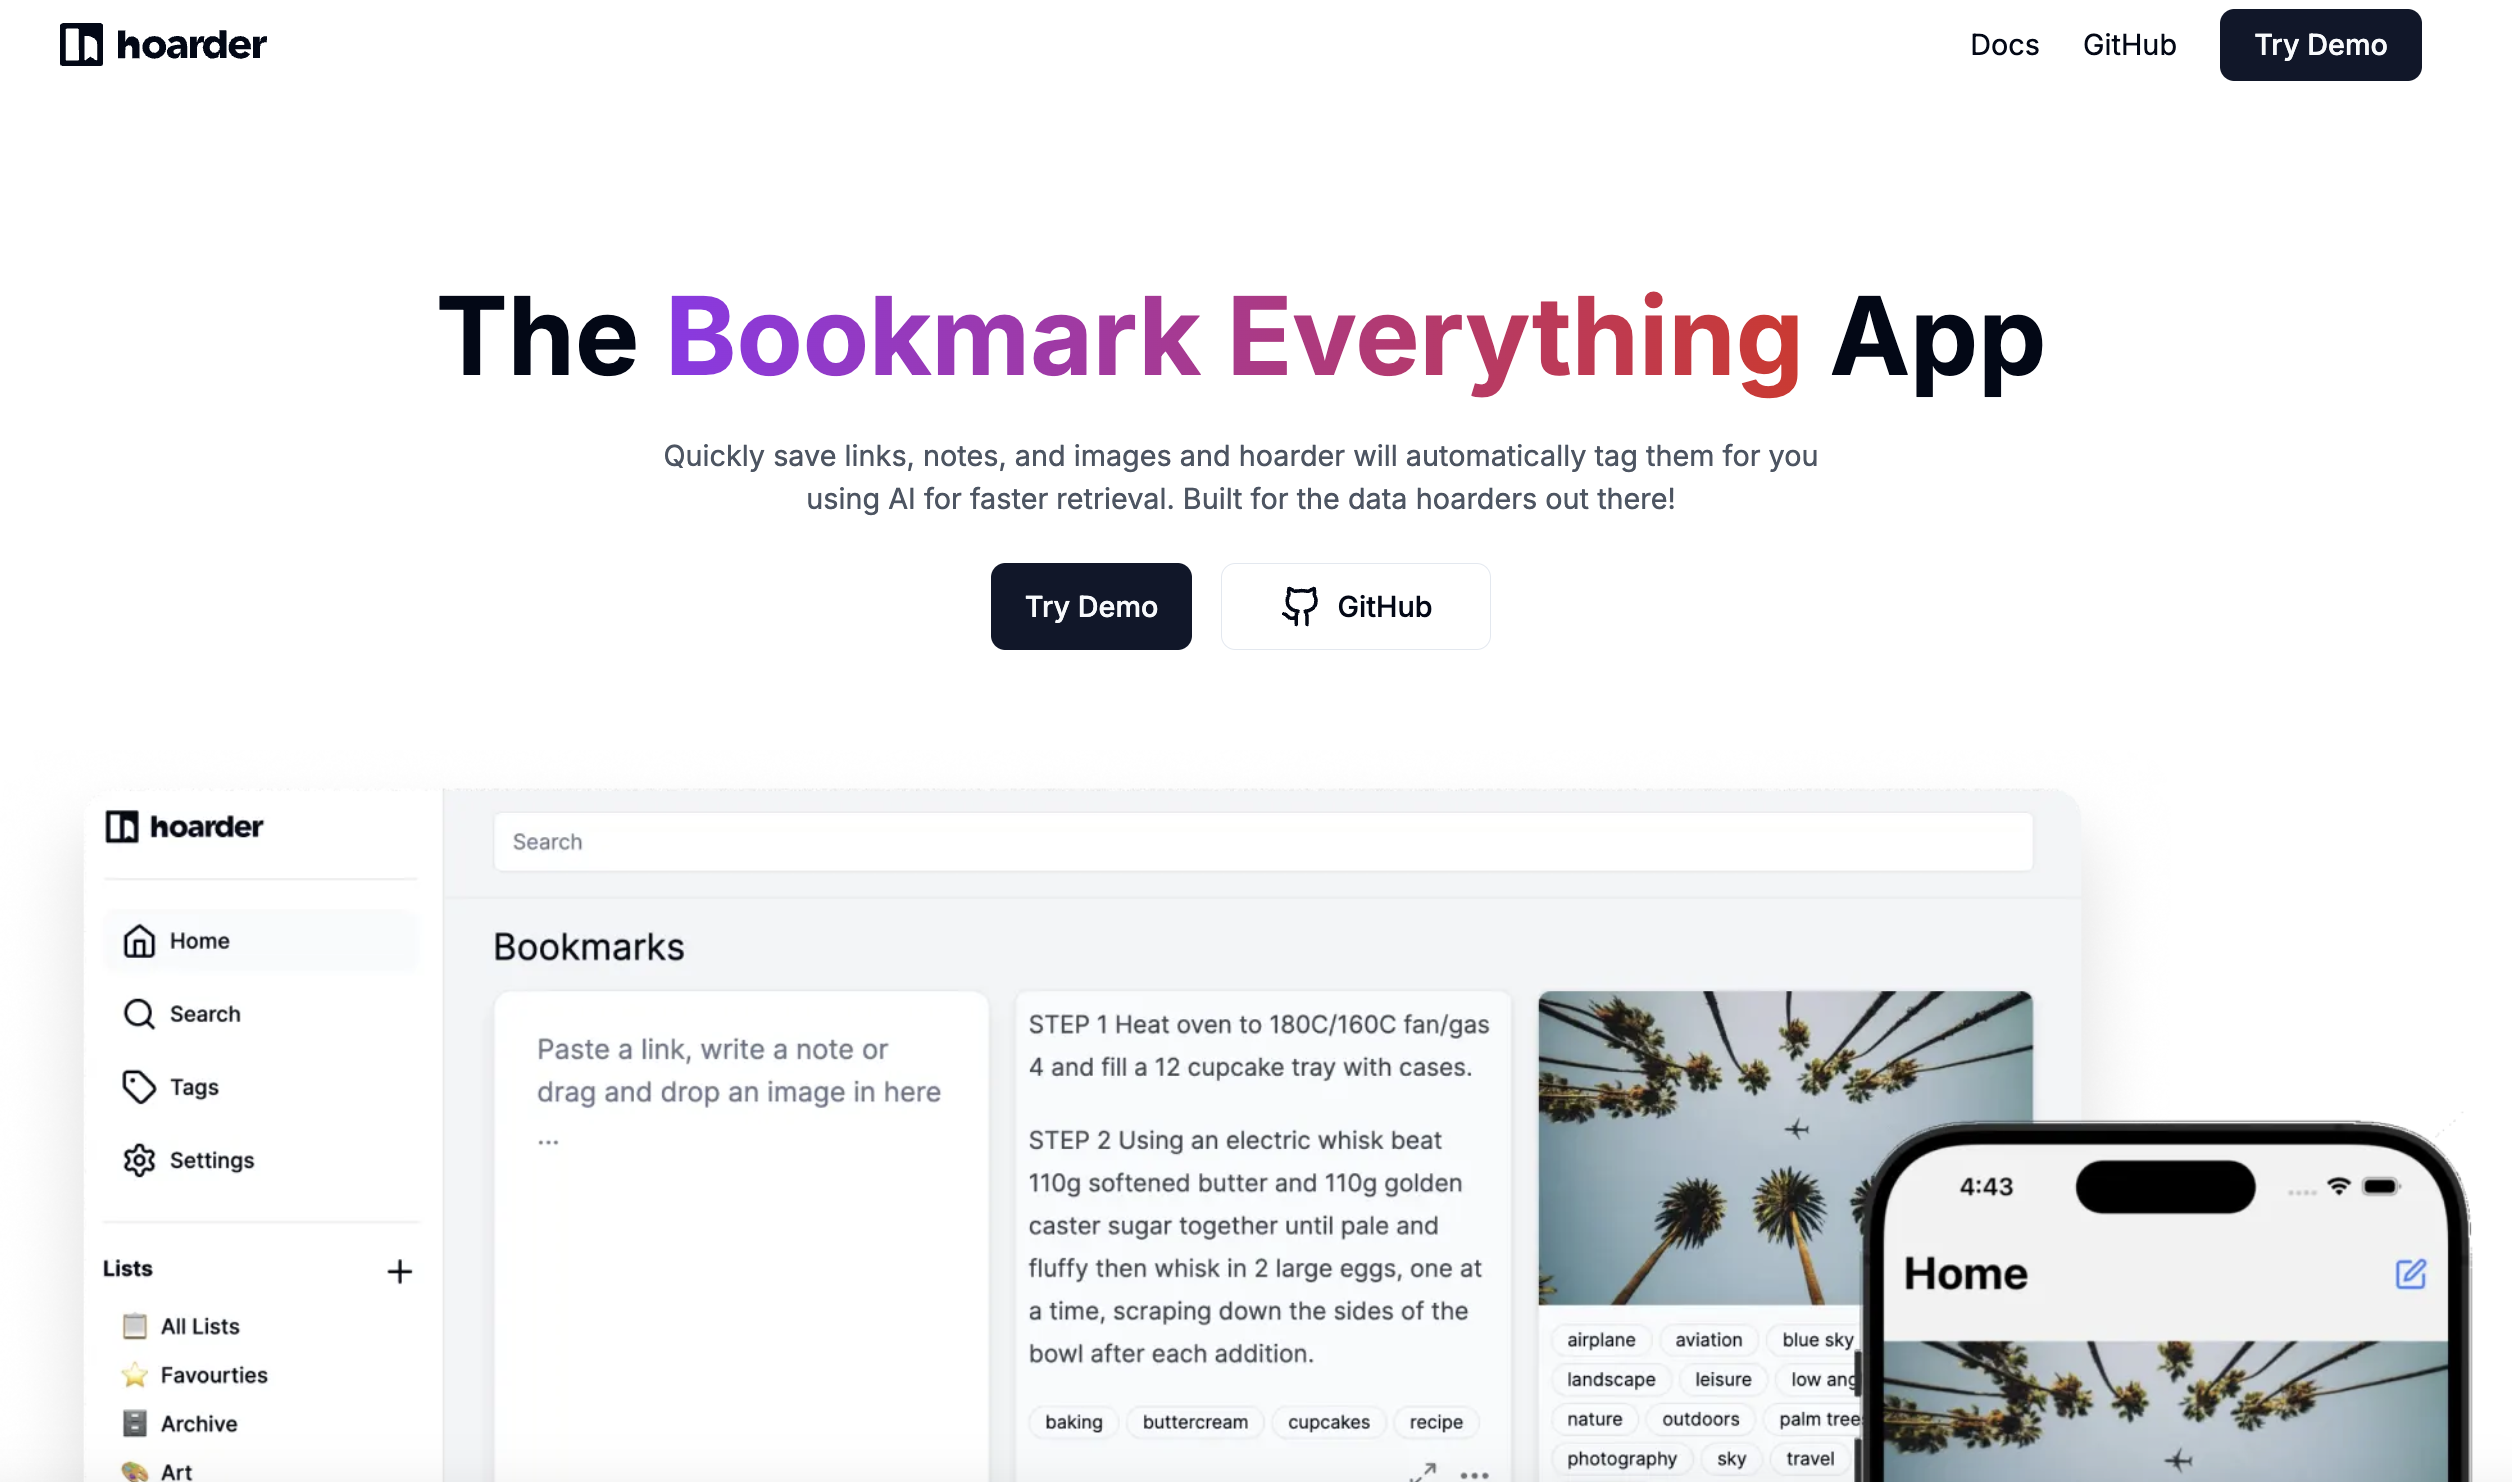 hoarder
Docs
GitHub
Try Demo
The Bookmark Everything App
Quickly save links, notes, and images and hoarder will automatically tag them for you
using AI for faster retrieval. Built for the data hoarders out there!
Try Demo
GitHub
hoarder
Home
Search
Tags
Settings
Lists
All Lists
Favourties
Archive
Art
Search
Bookmarks
Paste a link, write a note or
drag and drop an image in here
...
STEP 1 Heat oven to 180C/160C fan/gas
4 and fill a 12 cupcake tray with cases.
STEP 2 Using an electric whisk beat
110g softened butter and 110g golden
caster sugar together until pale and
fluffy then whisk in 2 large eggs, one at
a time, scraping down the sides of the
bowl after each addition.
baking buttercream cupcakes recipe
airplane aviation blue sky
landscape leisure low ang
nature outdoors palm tree
photography sky travel
4:43
Home